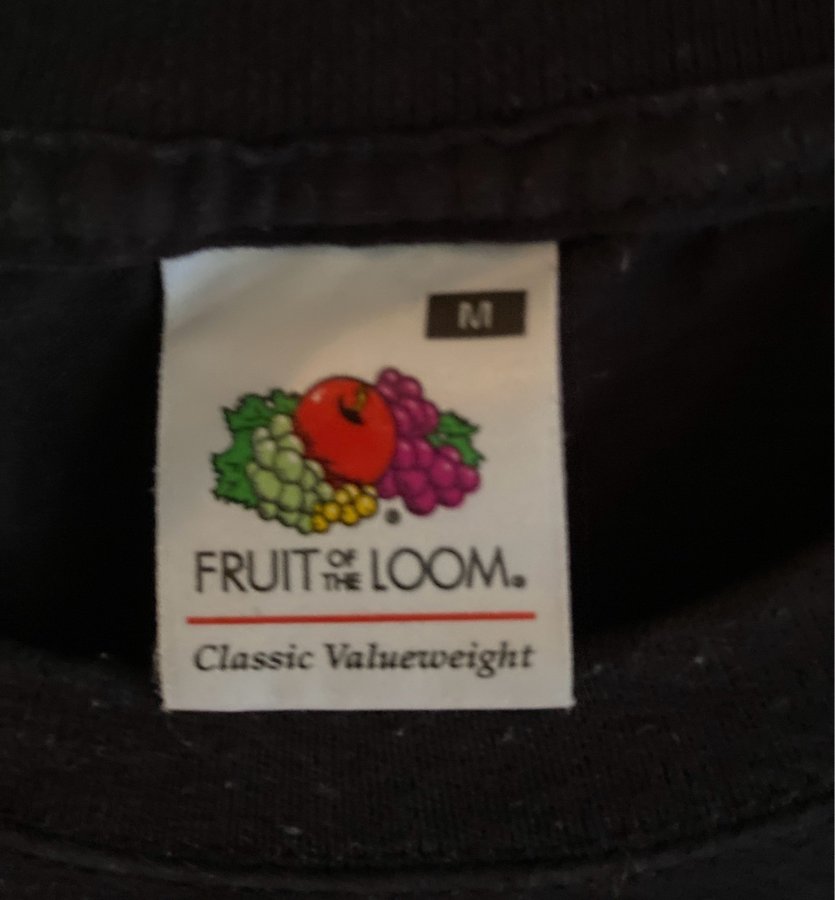 M
FRUIT OF THE LOOM®
Classic Valueweight